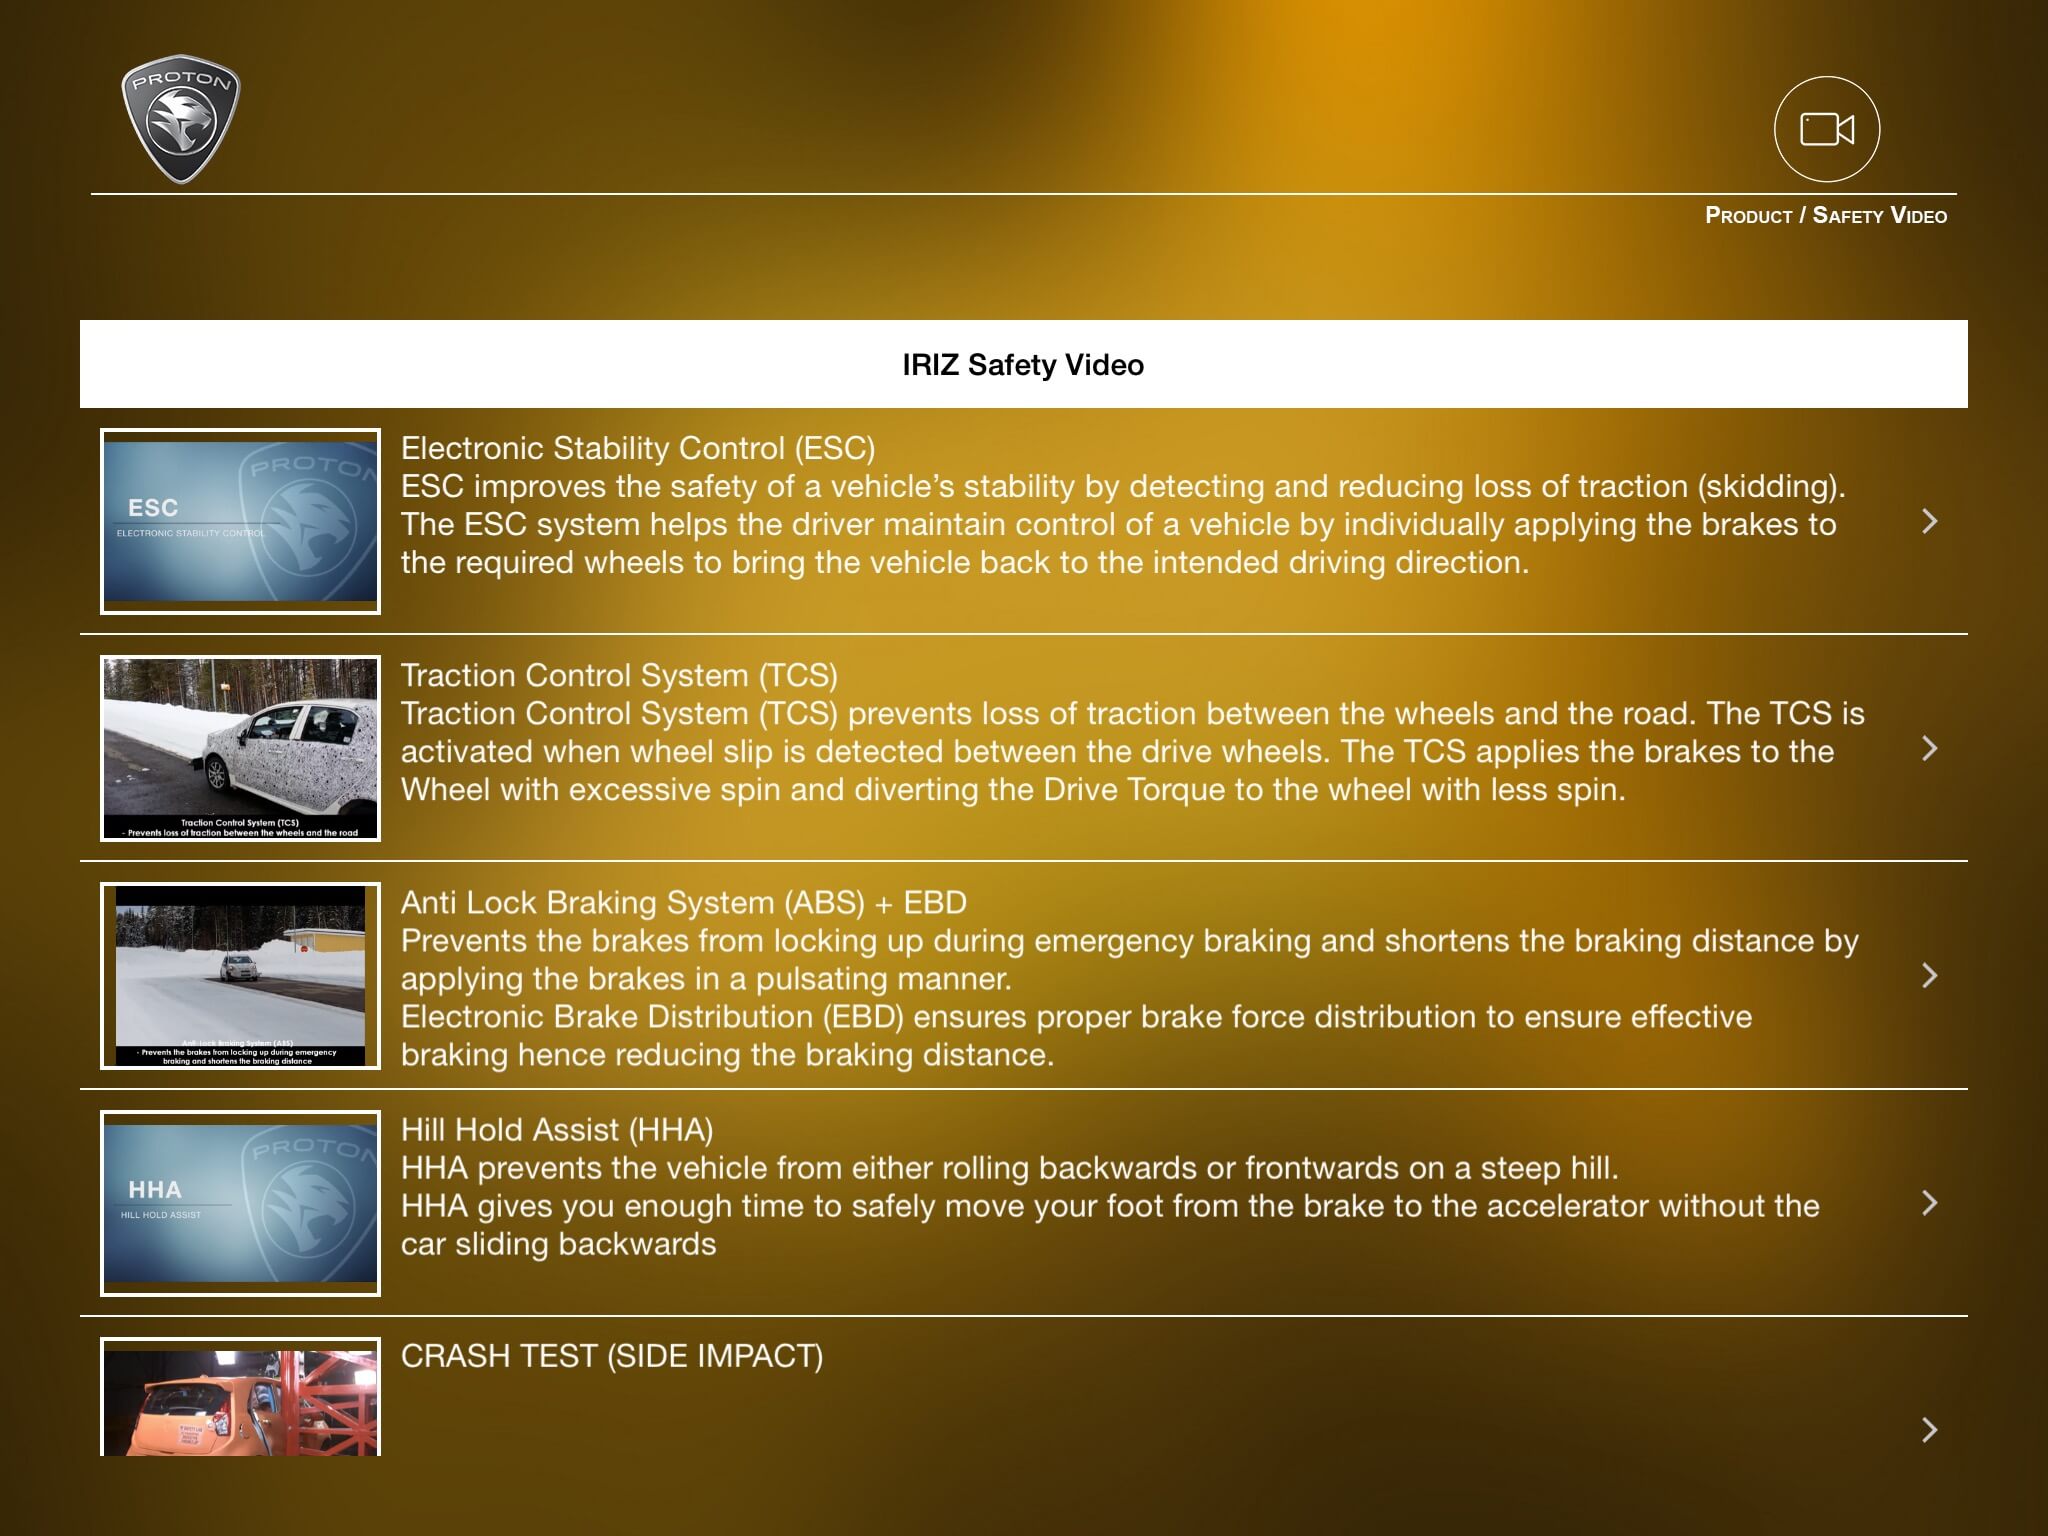 PROTON
Product / Safety Video
IRIZ Safety Video
ESC
ELECTRONIC STABILITY CONTROL
PROTON
Electronic Stability Control (ESC)
ESC improves the safety of a vehicle’s stability by detecting and reducing loss of traction (skidding).
The ESC system helps the driver maintain control of a vehicle by individually applying the brakes to
the required wheels to bring the vehicle back to the intended driving direction.
Traction Control System (TCS)
- Prevents loss of traction between the wheels and the road
Traction Control System (TCS)
Traction Control System (TCS) prevents loss of traction between the wheels and the road. The TCS is
activated when wheel slip is detected between the drive wheels. The TCS applies the brakes to the
Wheel with excessive spin and diverting the Drive Torque to the wheel with less spin.
Anti Lock Braking System (ABS)
- Prevents the brakes from locking up during emergency
braking and shortens the braking distance
Anti Lock Braking System (ABS) + EBD
Prevents the brakes from locking up during emergency braking and shortens the braking distance by
applying the brakes in a pulsating manner.
Electronic Brake Distribution (EBD) ensures proper brake force distribution to ensure effective
braking hence reducing the braking distance.
HHA
HILL HOLD ASSIST
PROTON
Hill Hold Assist (HHA)
HHA prevents the vehicle from either rolling backwards or frontwards on a steep hill.
HHA gives you enough time to safely move your foot from the brake to the accelerator without the
car sliding backwards
CRASH TEST (SIDE IMPACT)